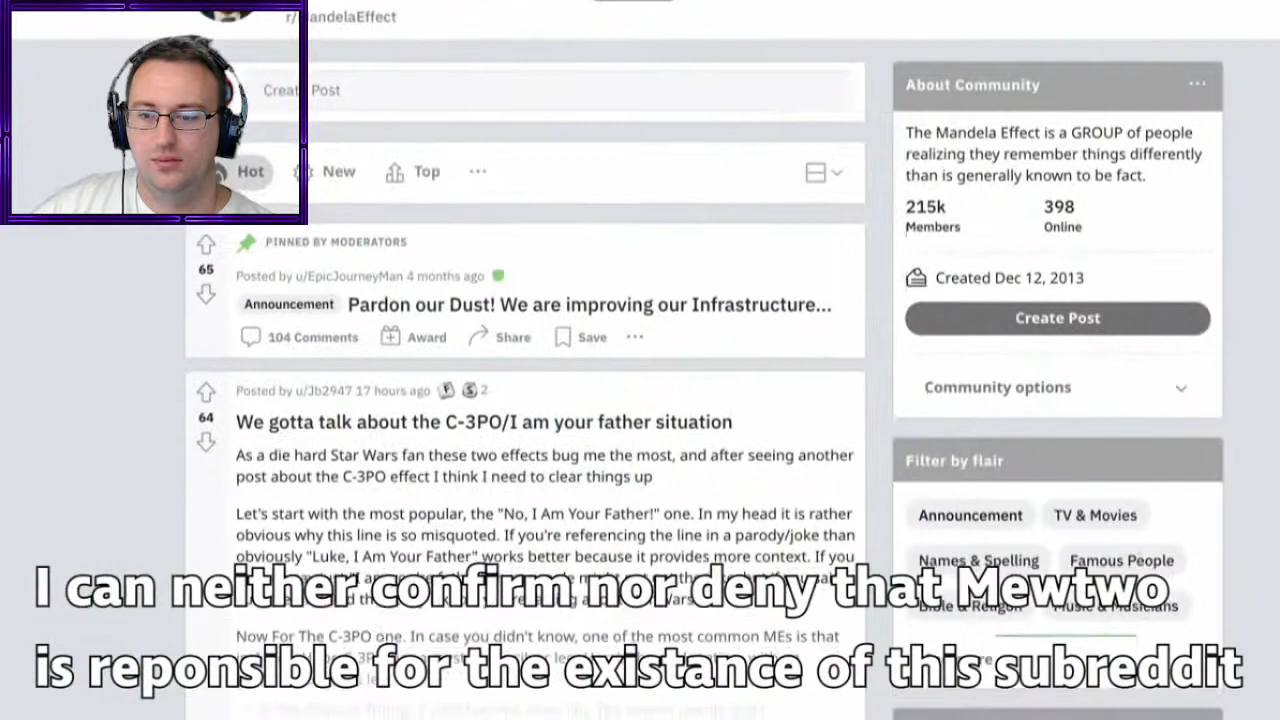 r/MandelaEffect
Create Post
Hot New Top ...
PINNED BY MODERATORS
65
Posted by u/EpicJourneyMan 4 months ago
Announcement Pardon our Dust! We are improving our Infrastructure...
104 Comments Award Share Save ...
Posted by u/Jb2947 17 hours ago 2
64
We gotta talk about the C-3PO/I am your father situation
As a die hard Star Wars fan these two effects bug me the most, and after seeing another
post about the C-3PO effect I think I need to clear things up
Let's start with the most popular, the "No, I Am Your Father!" one. In my head it is rather
obvious why this line is so misquoted. If you're referencing the line in a parody/joke than
obviously "Luke, I Am Your Father" works better because it provides more context. If you
Now For The C-3PO one. In case you didn't know, one of the most common MEs is that
About Community ...
The Mandela Effect is a GROUP of people
realizing they remember things differently
than is generally known to be fact.
215k 398
Members Online
Created Dec 12, 2013
Create Post
Community options
Filter by flair
Announcement TV & Movies
Names & Spelling Famous People
Bible & Religion Music & Musicians
I can neither confirm nor deny that Mewtwo
is reponsible for the existance of this subreddit